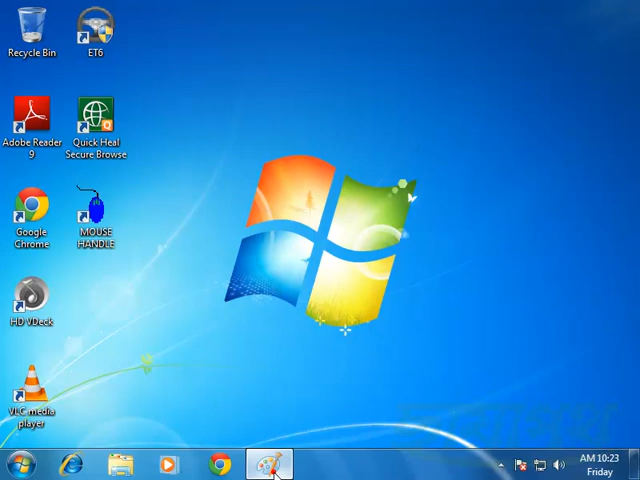 Recycle Bin
ET6
Adobe Reader
9
Quick Heal
Secure Browse
Google
Chrome
MOUSE
HANDLE
HD VDeck
VLC media
player
AM 10:23
Friday